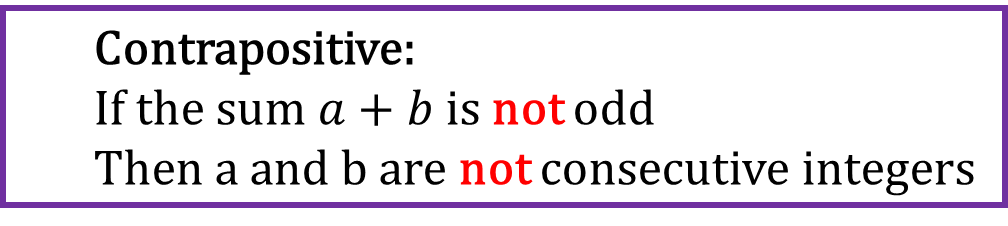 Contrapositive:
If the sum a + b is not odd
Then a and b are not consecutive integers